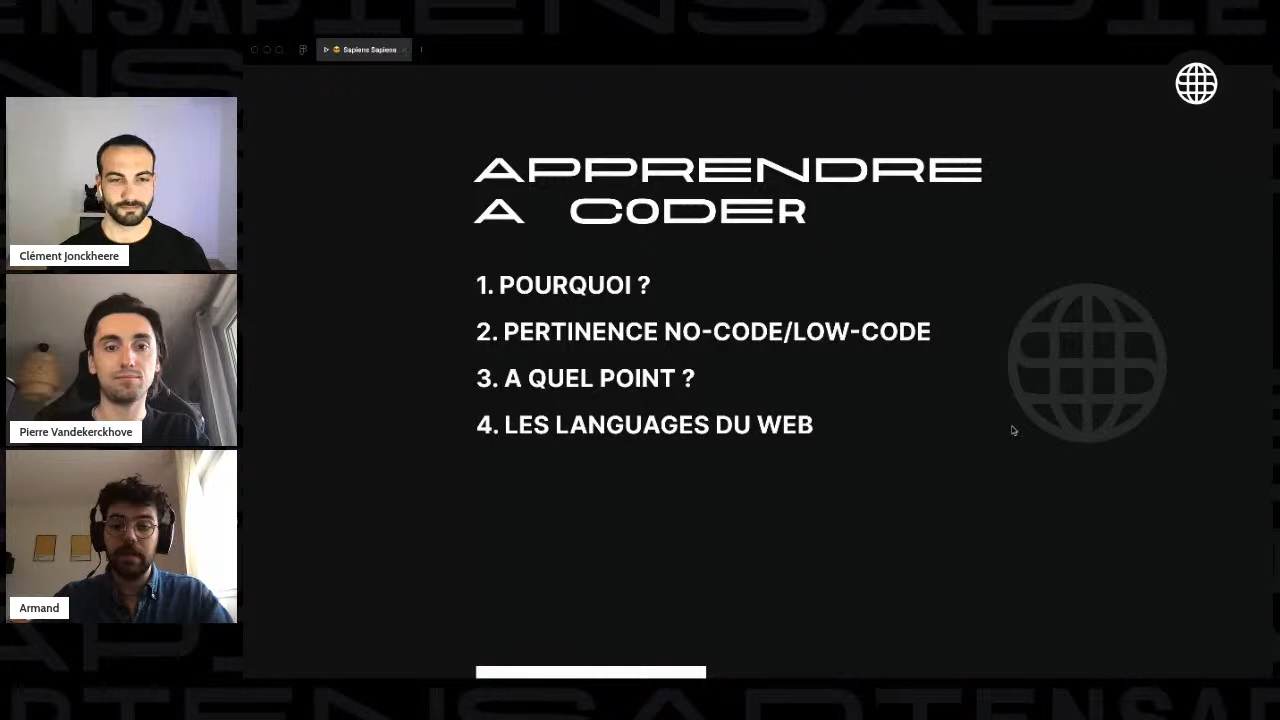 Sapiens Sapiens
APPRENDRE
A CODER
1. POURQUOI ?
2. PERTINENCE NO-CODE/LOW-CODE
3. A QUEL POINT ?
4. LES LANGUAGES DU WEB
Clément Jonckheere
Pierre Vandekerckhove
Armand